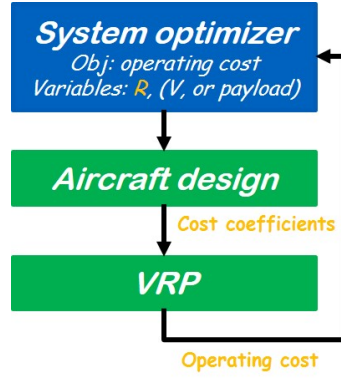 System optimizer
Obj: operating cost
Variables: R, (V, or payload)
Aircraft design
Cost coefficients
VRP
Operating cost